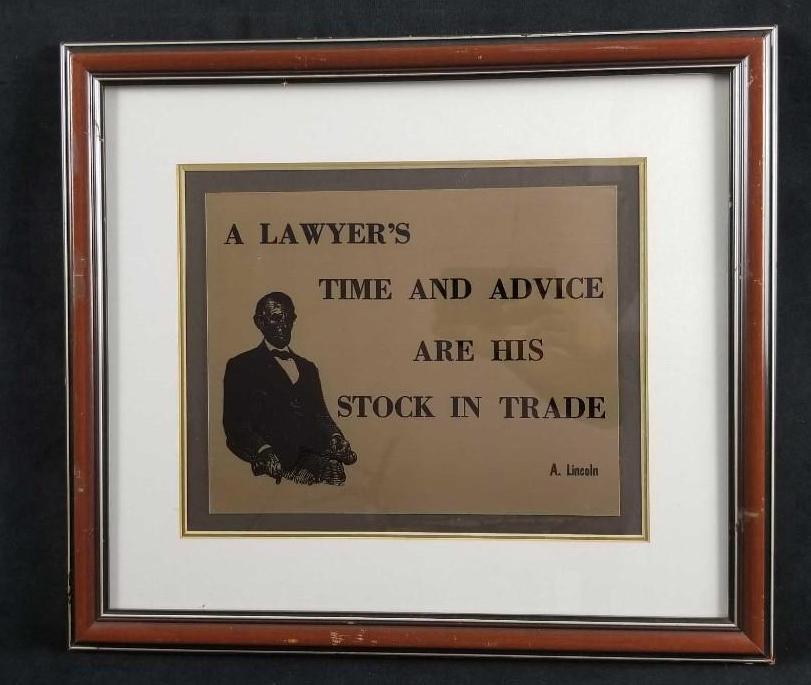 A LAWYER'S
TIME AND ADVICE
ARE HIS
STOCK IN TRADE
A. Lincoln